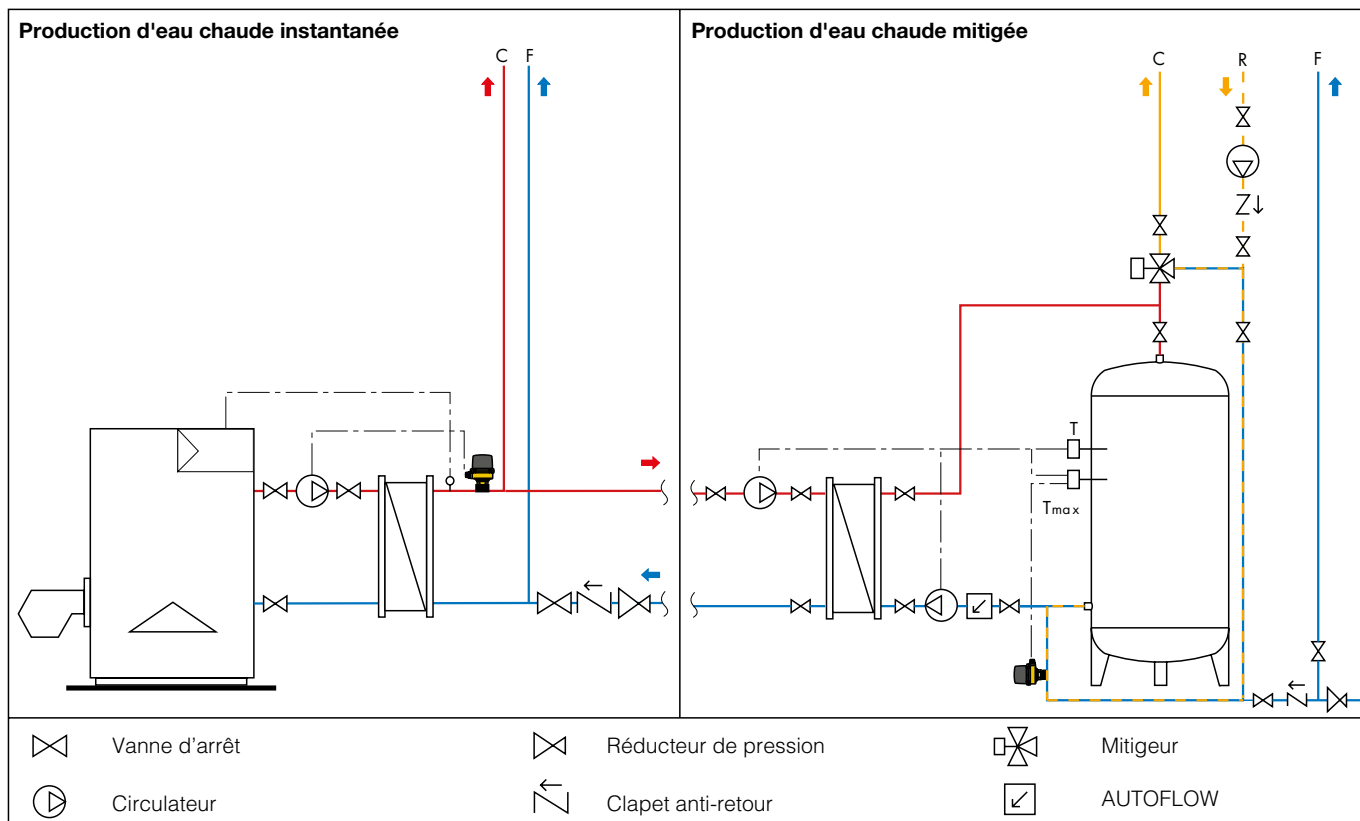 Production d'eau chaude instantanée
C F
Production d'eau chaude mitigée
C R F
T
Tmax
Vanne d'arrêt
Réducteur de pression
Mitigeur
Circulateur
Clapet anti-retour
AUTOFLOW